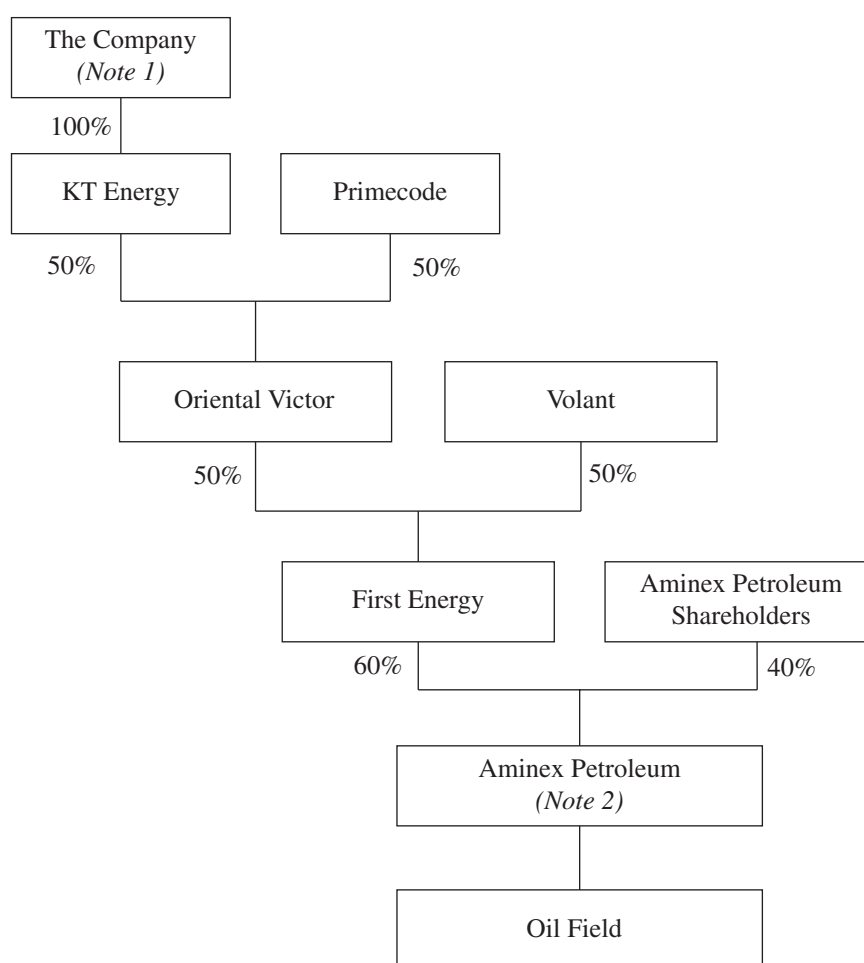 The Company
(Note 1)
100%
KT Energy
Primecode
50%
50%
Oriental Victor
Volant
50%
50%
First Energy
Aminex Petroleum
Shareholders
60%
40%
Aminex Petroleum
(Note 2)
Oil Field